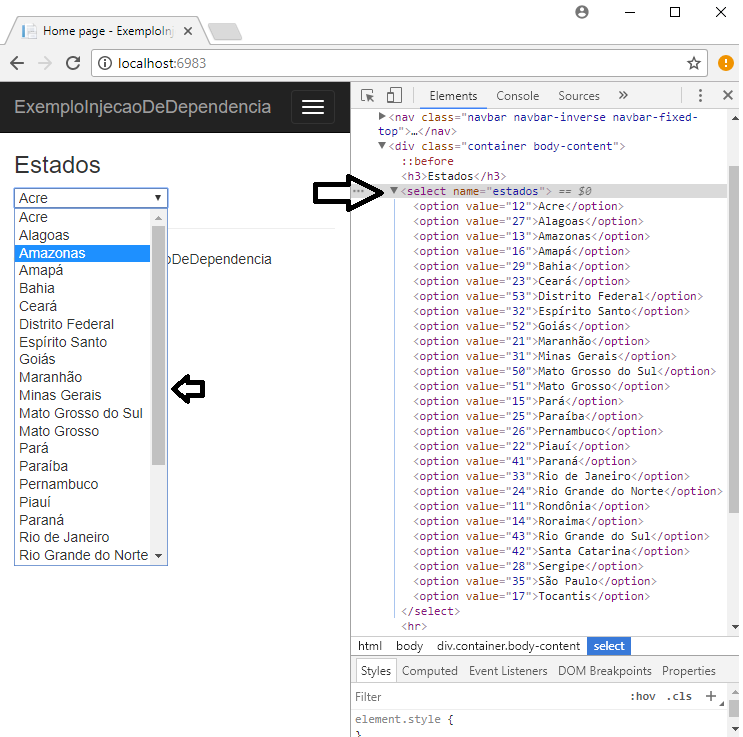 Home page - ExemploInj
localhost:6983
ExemploInjecaoDeDependencia
Estados
Acre
Acre
Alagoas
Amazonas
Amapá
Bahia
Ceará
Distrito Federal
Espírito Santo
Goiás
Maranhão
Minas Gerais
Mato Grosso do Sul
Mato Grosso
Pará
Paraíba
Pernambuco
Piauí
Paraná
Rio de Janeiro
Rio Grande do Norte
oDeDependencia
Elements Console Sources »
<nav class="navbar navbar-inverse navbar-fixed-
top">…</nav>
<div class="container body-content">
::before
<h3>Estados</h3>
<select name="estados"> == $0
<option value="12">Acre</option>
<option value="27">Alagoas</option>
<option value="13">Amazonas</option>
<option value="16">Amapá</option>
<option value="29">Bahia</option>
<option value="23">Ceará</option>
<option value="53">Distrito Federal</option>
<option value="32">Espírito Santo</option>
<option value="52">Goiás</option>
<option value="21">Maranhão</option>
<option value="31">Minas Gerais</option>
<option value="50">Mato Grosso do Sul</option>
<option value="51">Mato Grosso</option>
<option value="15">Pará</option>
<option value="25">Paraíba</option>
<option value="26">Pernambuco</option>
<option value="22">Piauí</option>
<option value="41">Paraná</option>
<option value="33">Rio de Janeiro</option>
<option value="24">Rio Grande do Norte</option>
<option value="11">Rondônia</option>
<option value="14">Roraima</option>
<option value="43">Rio Grande do Sul</option>
<option value="42">Santa Catarina</option>
<option value="28">Sergipe</option>
<option value="35">São Paulo</option>
<option value="17">Tocantis</option>
</select>
<hr>
html body div.container.body-content select
Styles Computed Event Listeners DOM Breakpoints Properties
Filter :hov .cls +
element.style {
}